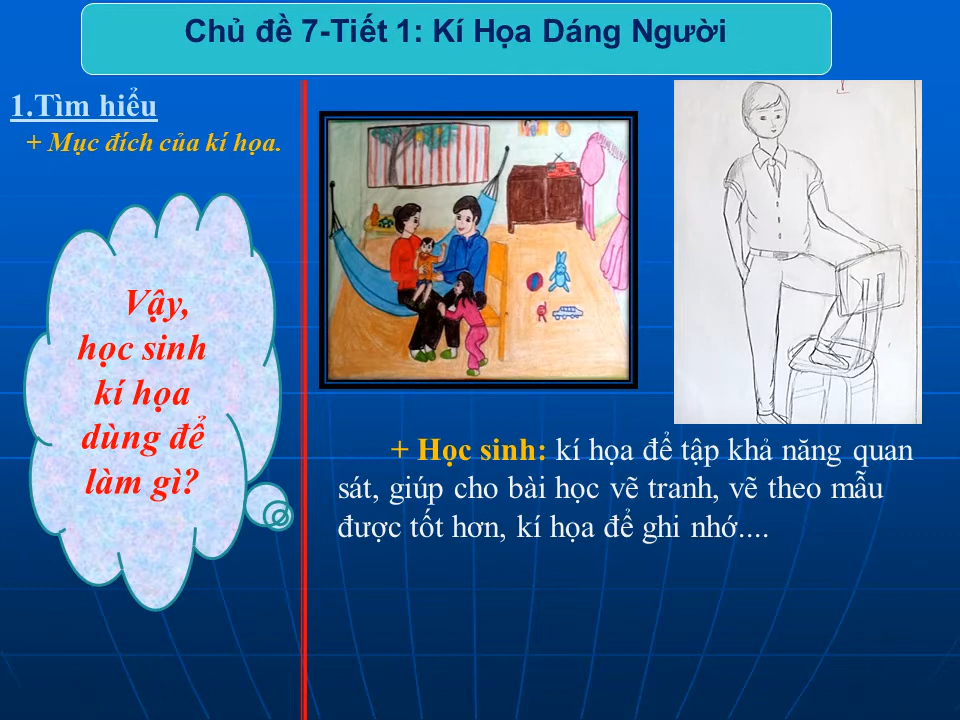 Chủ đề 7-Tiết 1: Kí Họa Dáng Người
1.Tìm hiểu
+ Mục đích của kí họa.
Vậy,
học sinh
kí họa
dùng để
làm gì?
+ Học sinh: kí họa để tập khả năng quan
sát, giúp cho bài học vẽ tranh, vẽ theo mẫu
được tốt hơn, kí họa để ghi nhớ....